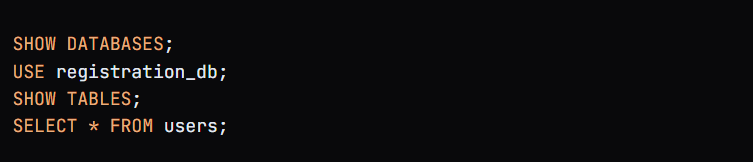 SHOW DATABASES;
USE registration_db;
SHOW TABLES;
SELECT * FROM users;